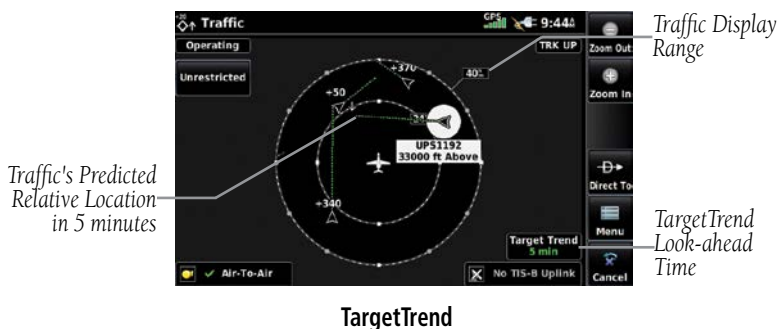 +20
Traffic
GPS
9:44
Operating
TRK UP
Unrestricted
+370
40
+50
UPS1192
33000 ft Above
+340
Target Trend
5 min
Air-To-Air
No TIS-B Uplink
Zoom Out
Zoom In
Direct To
Menu
Cancel
Traffic Display
Range
Traffic's Predicted
Relative Location
in 5 minutes
TargetTrend
Look-ahead
Time
TargetTrend